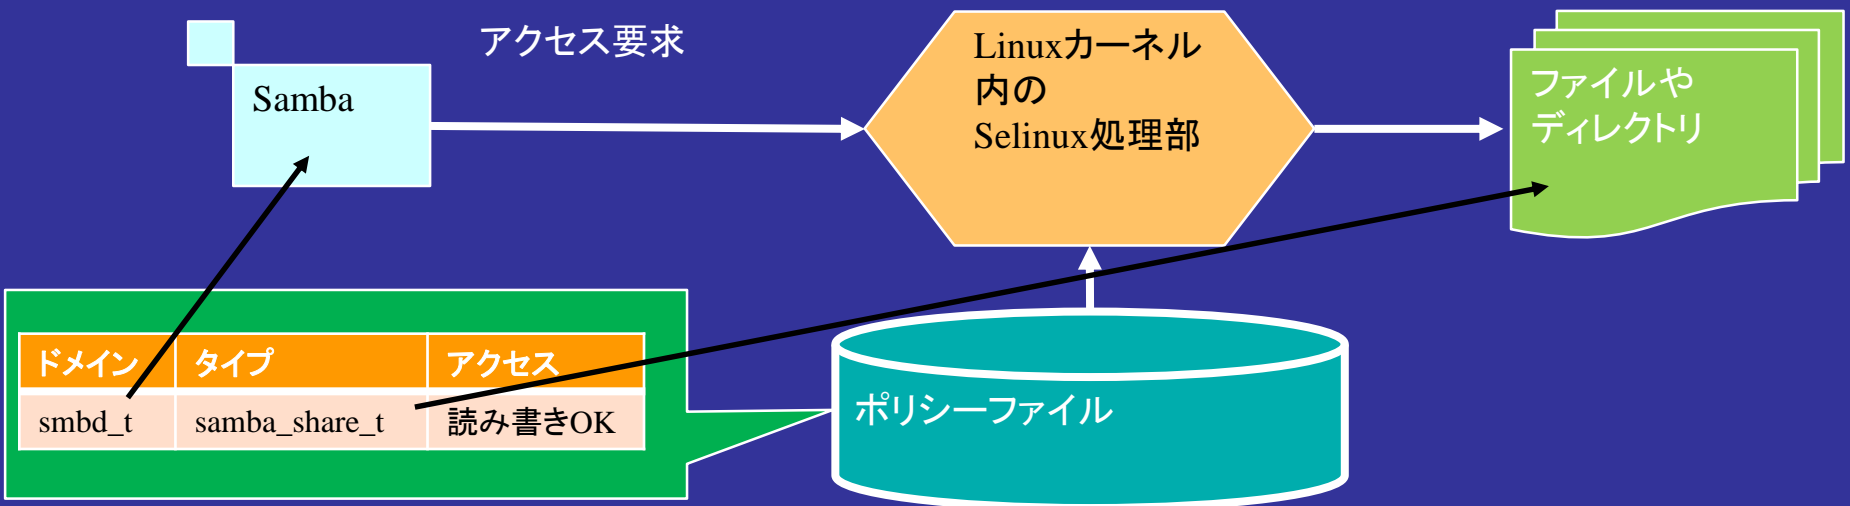 アクセス要求
Samba
Linuxカーネル
内の
Selinux処理部
ファイルや
ディレクトリ
ドメイン タイプ アクセス
smbd_t samba_share_t 読み書きOK
ポリシーファイル